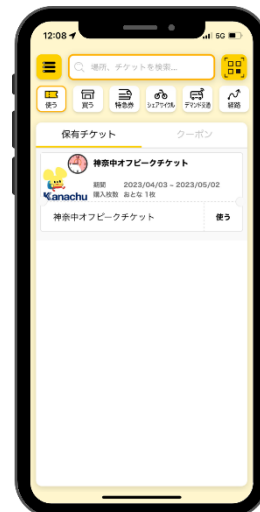 12:08
5G
場所、チケットを検索...
使う
買う
特急券
シェアサイクル
デマンド交通
経路
保有チケット
クーポン
神奈中オフピークチケット
期間 2023/04/03 - 2023/05/02
購入枚数 おとな 1枚
Kanachu
神奈中オフピークチケット
使う